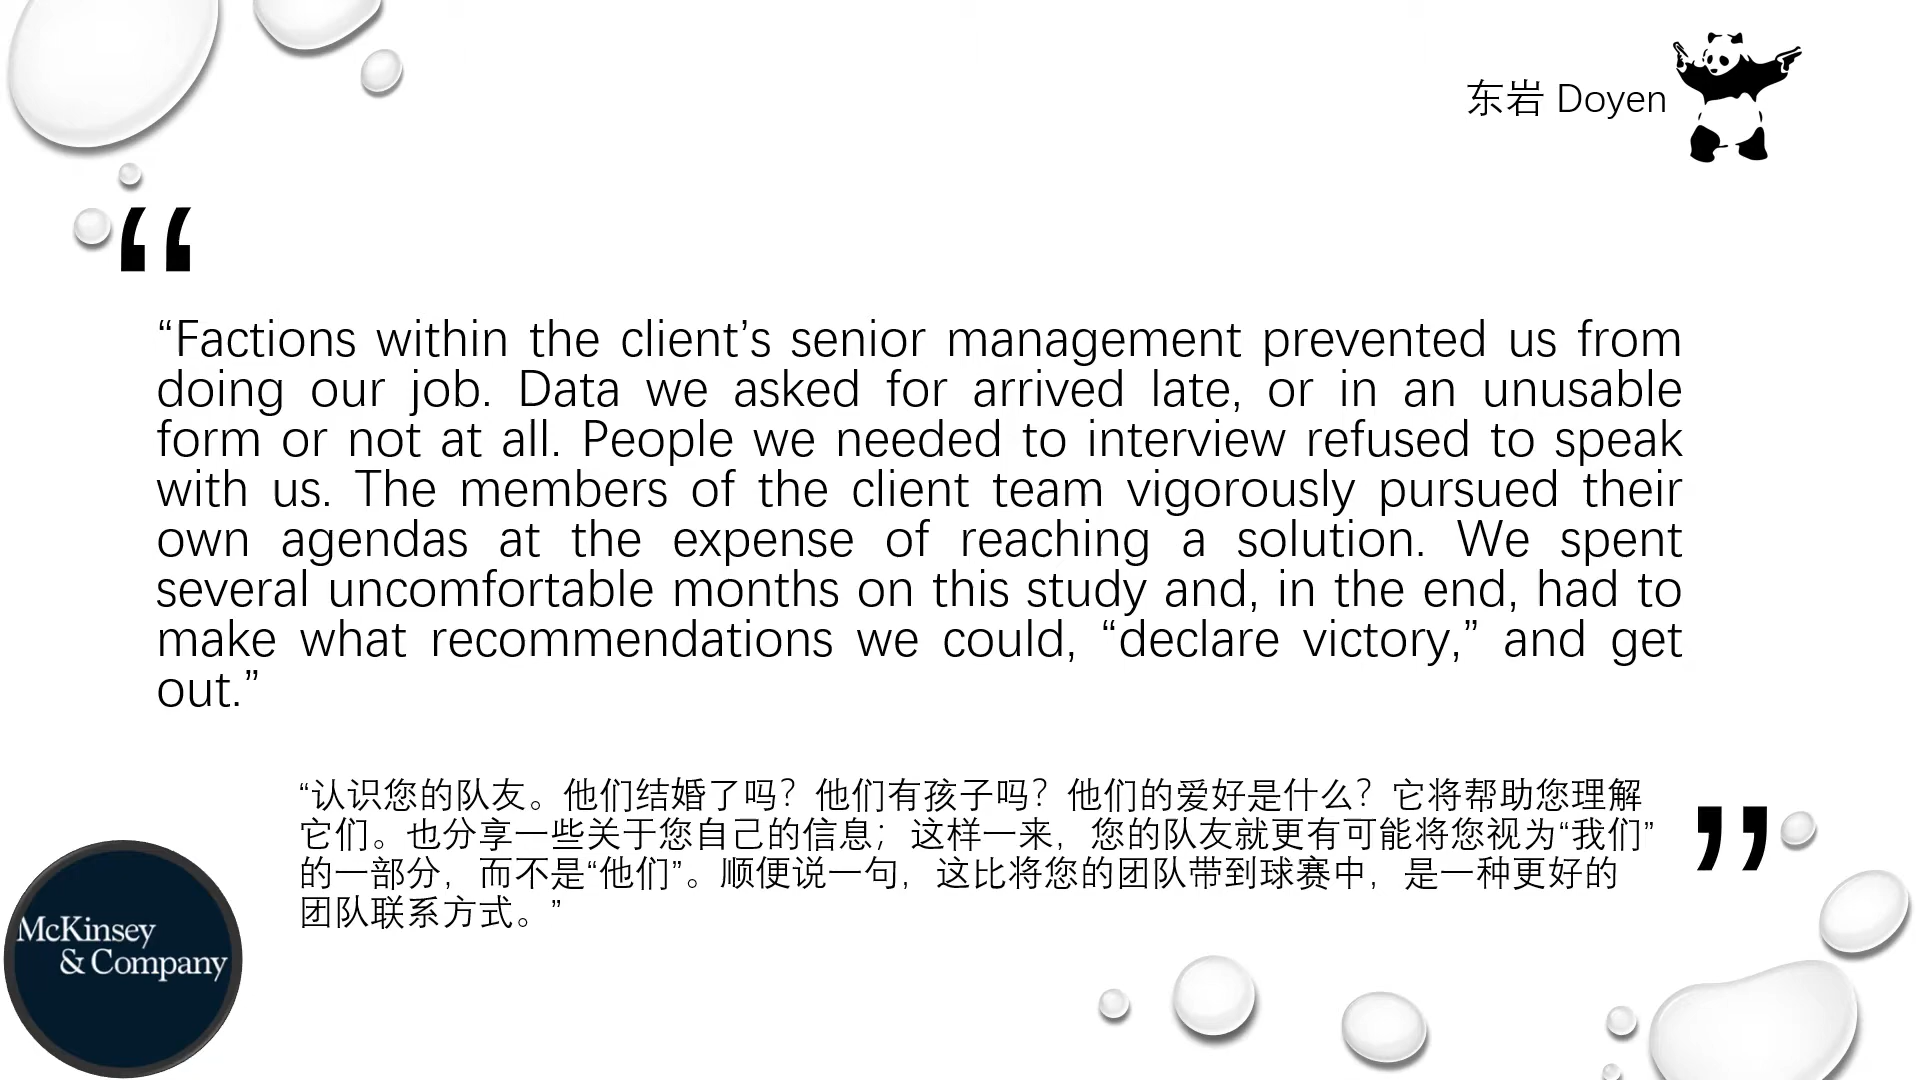 东岩 Doyen
“
“Factions within the client’s senior management prevented us from
doing our job. Data we asked for arrived late, or in an unusable
form or not at all. People we needed to interview refused to speak
with us. The members of the client team vigorously pursued their
own agendas at the expense of reaching a solution. We spent
several uncomfortable months on this study and, in the end, had to
make what recommendations we could, “declare victory,” and get
out.”
“认识您的队友。他们结婚了吗？他们有孩子吗？他们的爱好是什么？它将帮助您理解
它们。也分享一些关于您自己的信息；这样一来，您的队友就更有可能将您视为“我们”
的一部分，而不是“他们”。顺便说一句，这比将您的团队带到球赛中，是一种更好的
团队联系方式。”
”
McKinsey
& Company